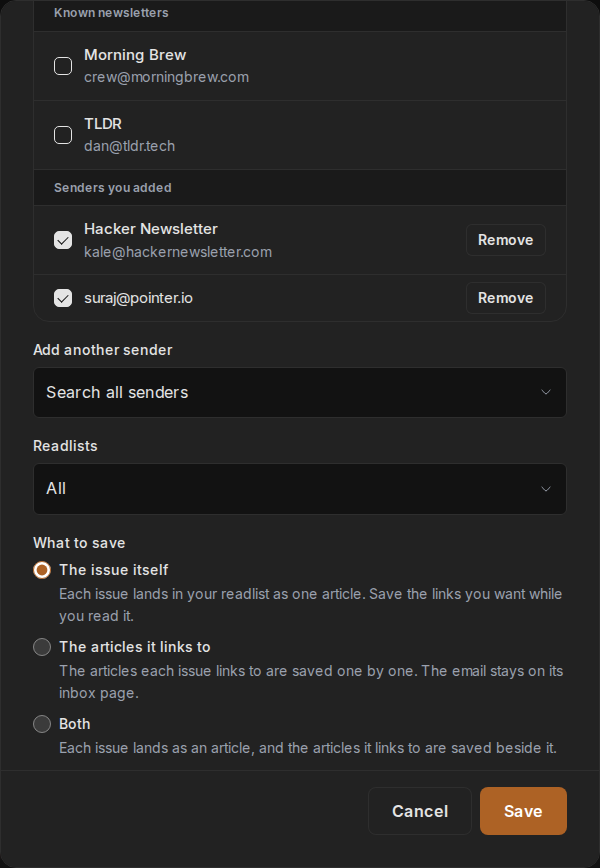 Known newsletters
Morning Brew
crew@morningbrew.com
TLDR
dan@tldr.tech
Senders you added
Hacker Newsletter
kale@hackernewsletter.com
Remove
suraj@pointer.io
Remove
Add another sender
Search all senders
Readlists
All
What to save
The issue itself
Each issue lands in your readlist as one article. Save the links you want while
you read it.
The articles it links to
The articles each issue links to are saved one by one. The email stays on its
inbox page.
Both
Each issue lands as an article, and the articles it links to are saved beside it.
Cancel
Save